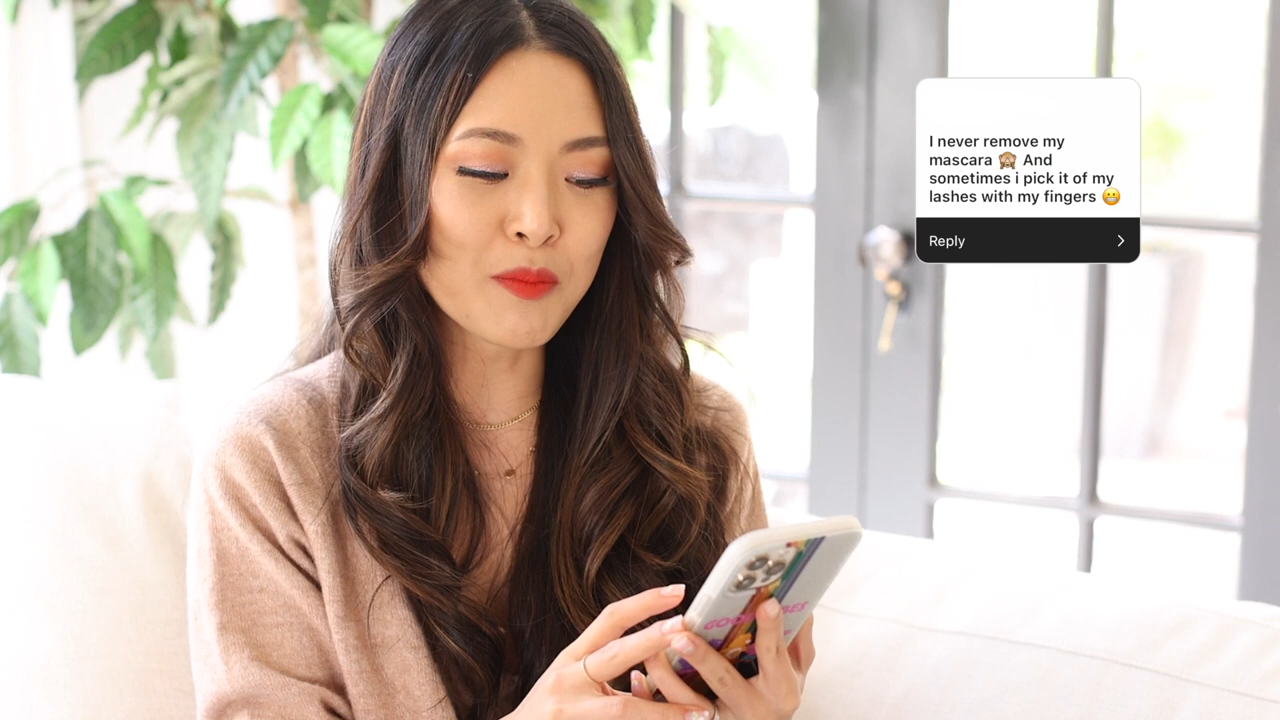 I never remove my
mascara 🙈 And
sometimes i pick it of my
lashes with my fingers 😬
Reply